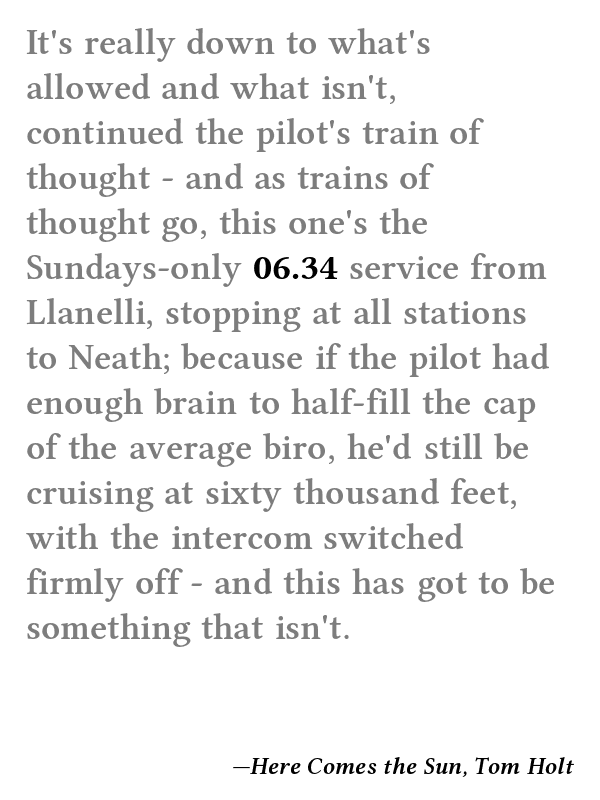 It's really down to what's
allowed and what isn't,
continued the pilot's train of
thought - and as trains of
thought go, this one's the
Sundays-only 06.34 service from
Llanelli, stopping at all stations
to Neath; because if the pilot had
enough brain to half-fill the cap
of the average biro, he'd still be
cruising at sixty thousand feet,
with the intercom switched
firmly off - and this has got to be
something that isn't.
—Here Comes the Sun, Tom Holt